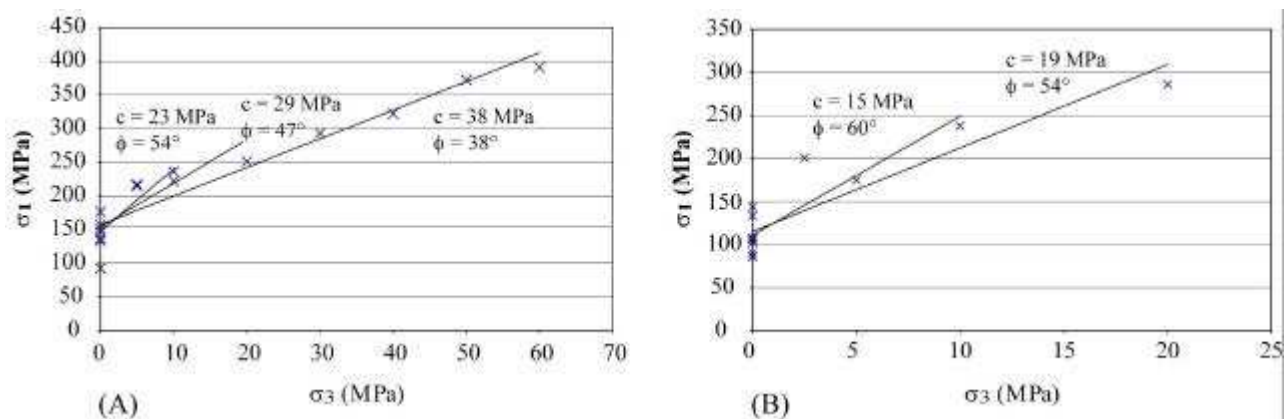 450
400
350
300
250
200
150
100
50
0
σ1 (MPa)
c = 23 MPa
ϕ = 54°
c = 29 MPa
ϕ = 47°
c = 38 MPa
ϕ = 38°
0 10 20 30 40 50 60 70
(A)
σ3 (MPa)
350
300
250
200
150
100
50
0
σ1 (MPa)
c = 15 MPa
ϕ = 60°
c = 19 MPa
ϕ = 54°
0 5 10 15 20 25
σ3 (MPa)
(B)